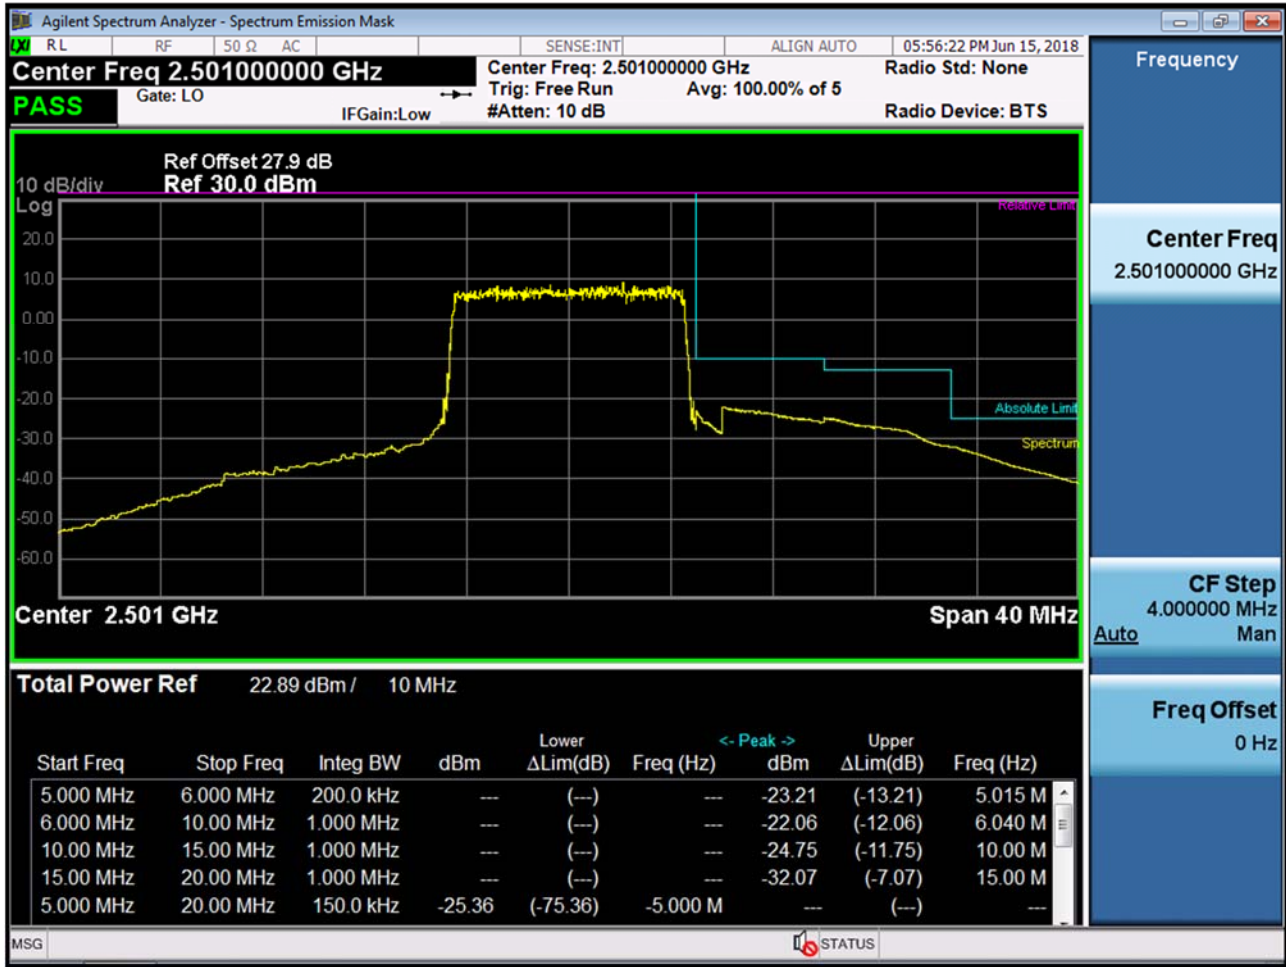 Agilent Spectrum Analyzer - Spectrum Emission Mask
LXI RL RF 50 Ω AC SENSE:INT ALIGN AUTO 05:56:22 PM Jun 15, 2018
Center Freq 2.501000000 GHz Center Freq: 2.501000000 GHz Radio Std: None
Gate: LO Trig: Free Run Avg: 100.00% of 5
PASS IFGain:Low #Atten: 10 dB Radio Device: BTS
Ref Offset 27.9 dB
10 dB/div Ref 30.0 dBm
Log
Relative Limit
20.0
10.0
0.00
-10.0
-20.0
Absolute Limit
-30.0
Spectrum
-40.0
-50.0
-60.0
Center 2.501 GHz Span 40 MHz
Total Power Ref 22.89 dBm / 10 MHz
Lower <- Peak -> Upper
Start Freq Stop Freq Integ BW dBm ΔLim(dB) Freq (Hz) dBm ΔLim(dB) Freq (Hz)
5.000 MHz 6.000 MHz 200.0 kHz --- (---) --- -23.21 (-13.21) 5.015 M
6.000 MHz 10.00 MHz 1.000 MHz --- (---) --- -22.06 (-12.06) 6.040 M
10.00 MHz 15.00 MHz 1.000 MHz --- (---) --- -24.75 (-11.75) 10.00 M
15.00 MHz 20.00 MHz 1.000 MHz --- (---) --- -32.07 (-7.07) 15.00 M
5.000 MHz 20.00 MHz 150.0 kHz -25.36 (-75.36) -5.000 M --- (---) ---
MSG STATUS
Frequency
Center Freq
2.501000000 GHz
CF Step
4.000000 MHz
Auto Man
Freq Offset
0 Hz